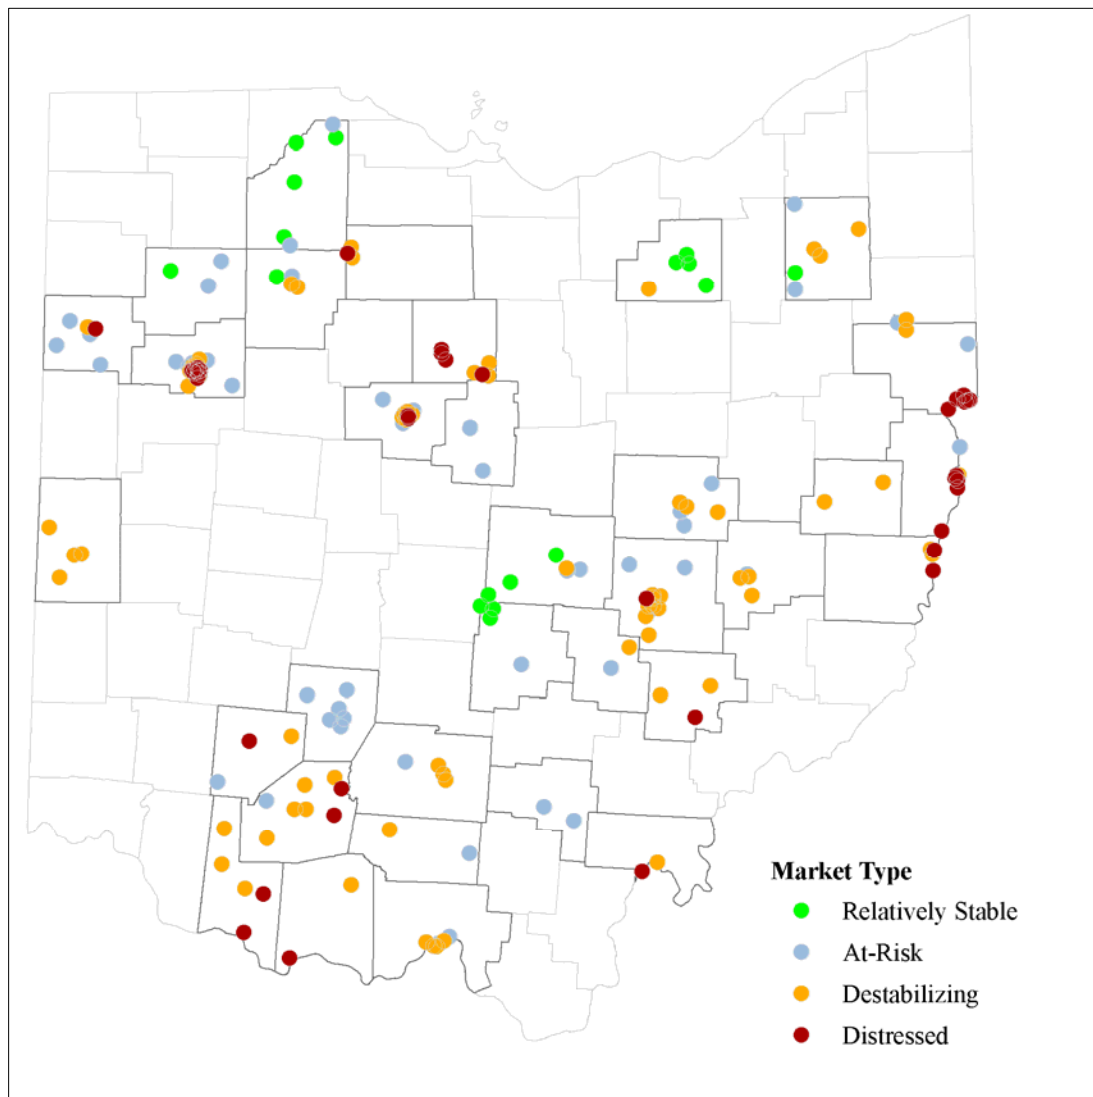 Market Type
Relatively Stable
At-Risk
Destabilizing
Distressed